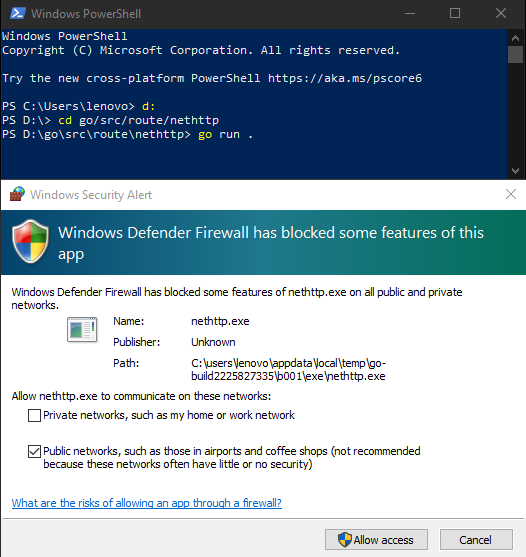 Windows PowerShell
Windows PowerShell
Copyright (C) Microsoft Corporation. All rights reserved.
Try the new cross-platform PowerShell https://aka.ms/pscore6
PS C:\Users\lenovo> d:
PS D:\> cd go/src/route/nethttp
PS D:\go\src\route\nethttp> go run .
Windows Security Alert
Windows Defender Firewall has blocked some features of this
app
Windows Defender Firewall has blocked some features of nethttp.exe on all public and private
networks.
Name: nethttp.exe
Publisher: Unknown
Path: C:\users\lenovo\appdata\local\temp\go-
build2225827335\b001\exe\nethttp.exe
Allow nethttp.exe to communicate on these networks:
Private networks, such as my home or work network
Public networks, such as those in airports and coffee shops (not recommended
because these networks often have little or no security)
What are the risks of allowing an app through a firewall?
Allow access Cancel